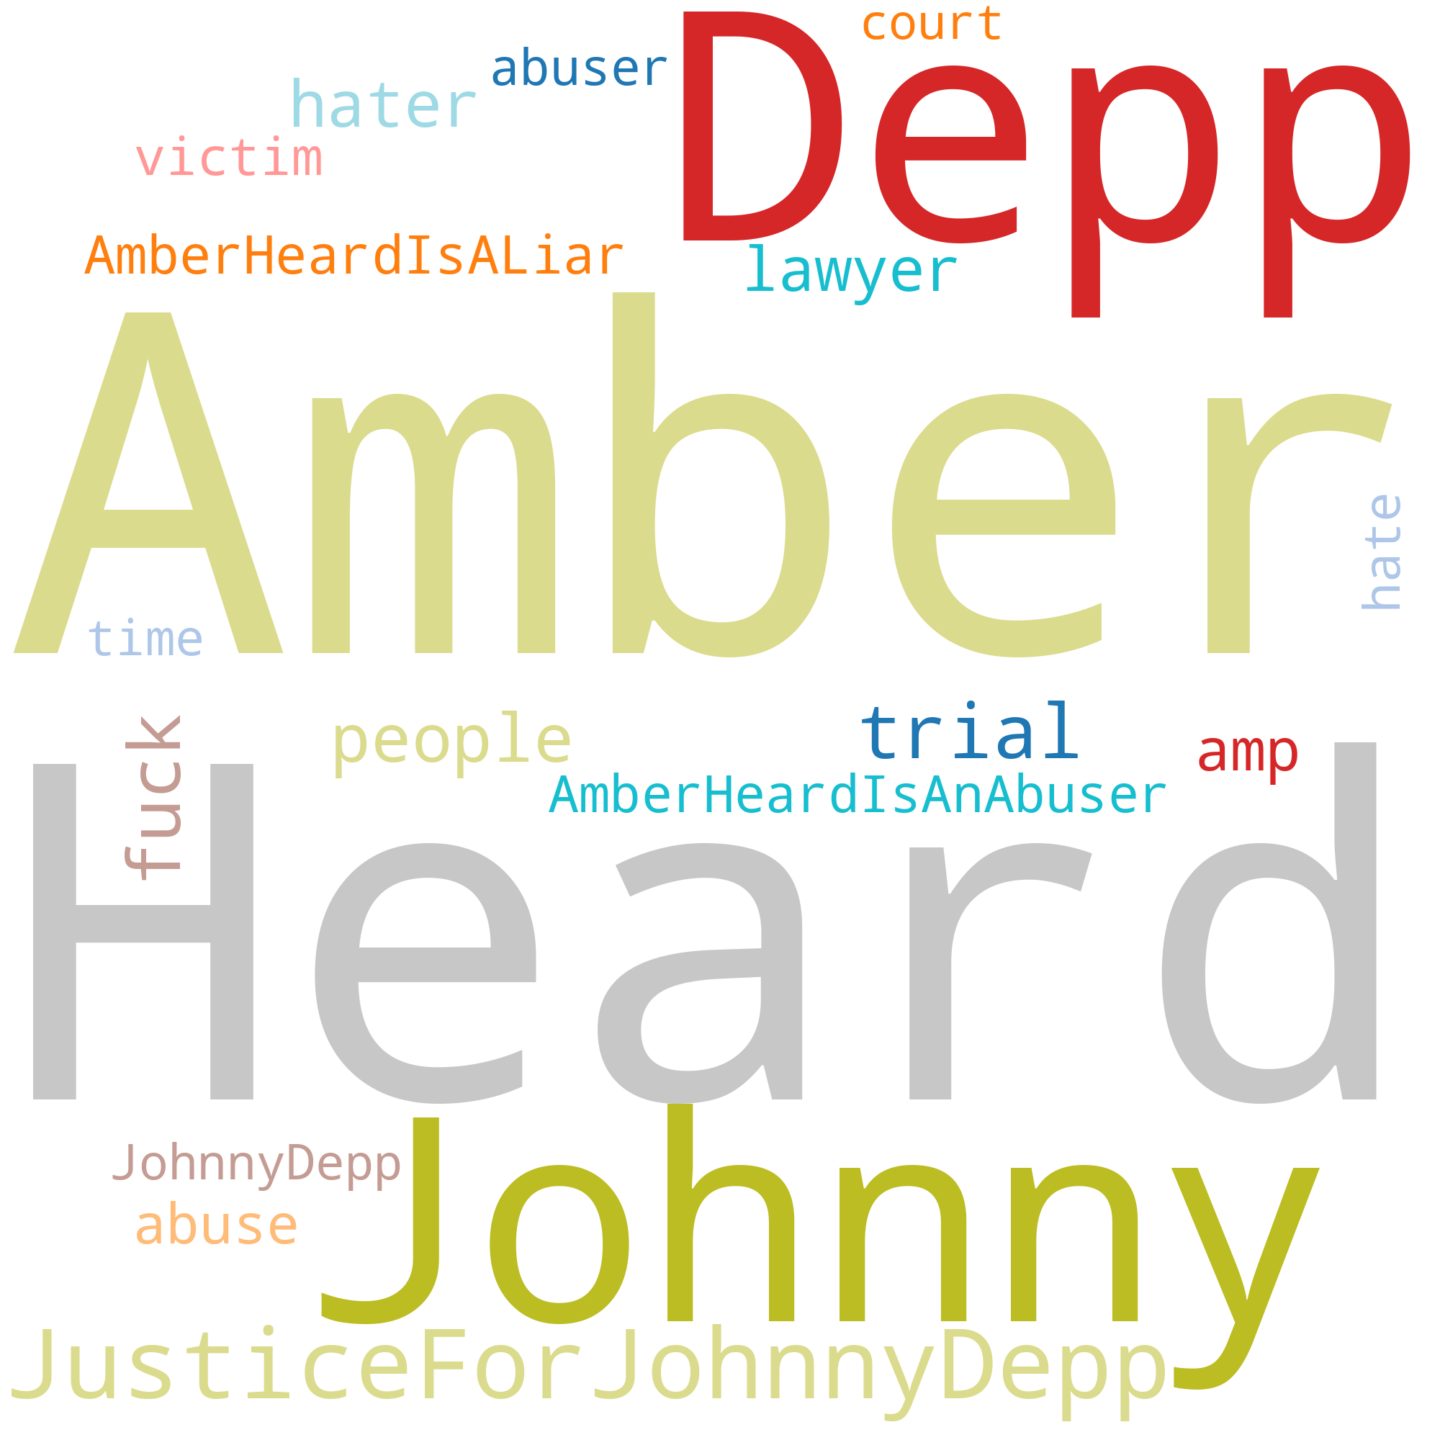 court
Depp
abuser
hater
victim
AmberHeardIsALiar
lawyer
Amber
hate
time
people
trial
amp
fuck
AmberHeardIsAnAbuser
Heard
Johnny
JohnnyDepp
abuse
JusticeForJohnnyDepp